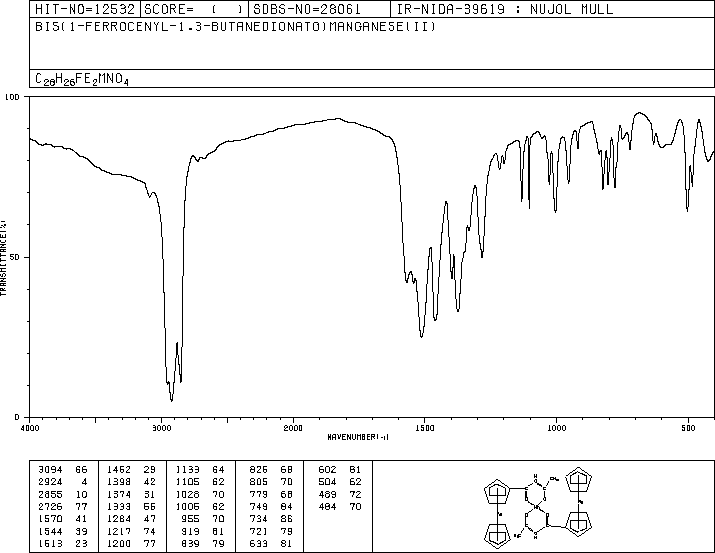 HIT-NO=12532 SCORE= ( ) SDBS-NO=28061 IR-NIDA-39619 : NUJOL MULL
BIS(1-FERROCENYL-1,3-BUTANEDIONATO)MANGANESE(II)
C28H26FE2MNO4
100
50
0
TRANSMITTANCE(%)
4000 3000 2000 1500 1000 500
WAVENUMBER(-1)
3094 66 1462 29 1133 64 826 68 602 81
2924 4 1398 42 1105 62 805 70 504 62
2855 10 1374 31 1028 70 779 68 489 72
2726 77 1333 56 1006 62 749 84 484 70
1570 41 1284 47 955 70 734 86
1544 39 1217 74 919 81 721 79
1513 23 1200 77 839 79 633 81